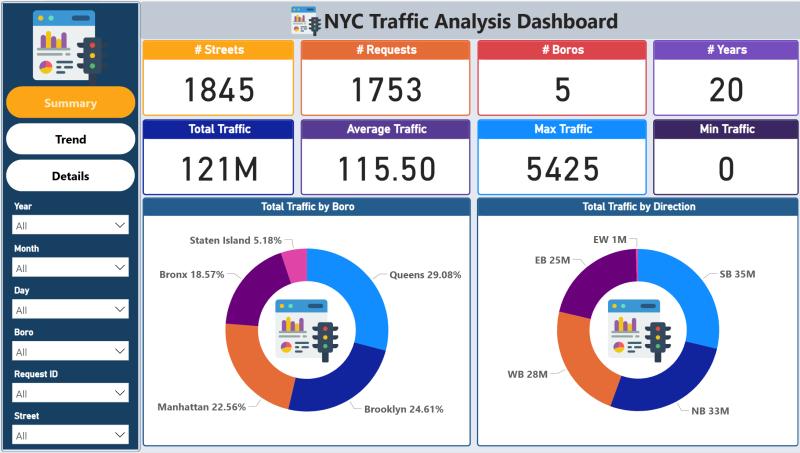 NYC Traffic Analysis Dashboard
Summary
Trend
Details
Year
All
Month
All
Day
All
Boro
All
Request ID
All
Street
All
# Streets
1845
# Requests
1753
# Boros
5
# Years
20
Total Traffic
121M
Average Traffic
115.50
Max Traffic
5425
Min Traffic
0
Total Traffic by Boro
Staten Island 5.18%
Bronx 18.57%
Queens 29.08%
Manhattan 22.56%
Brooklyn 24.61%
Total Traffic by Direction
EW 1M
EB 25M
SB 35M
WB 28M
NB 33M